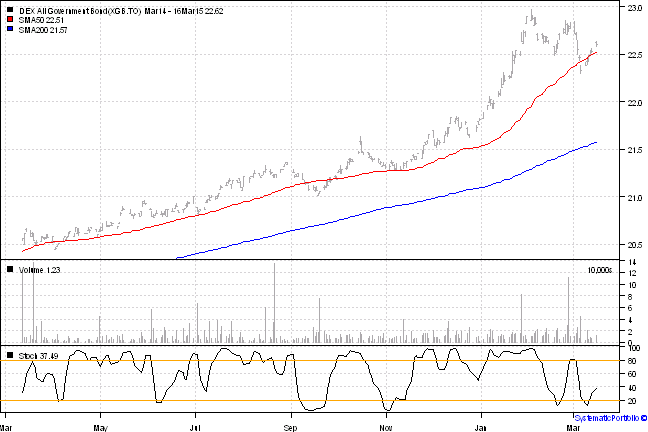 DEX All Government Bond(XGB.TO) Mar14 - 16Mar15 22.62
SMA50 22.51
SMA200 21.57
23.0
22.5
22.0
21.5
21.0
20.5
Volume 1.23
10,000s
14
12
10
8
6
4
2
0
Stoch 37.49
100
80
60
40
20
Mar May Jul Sep Nov Jan Mar
SystematicPortfolio ©